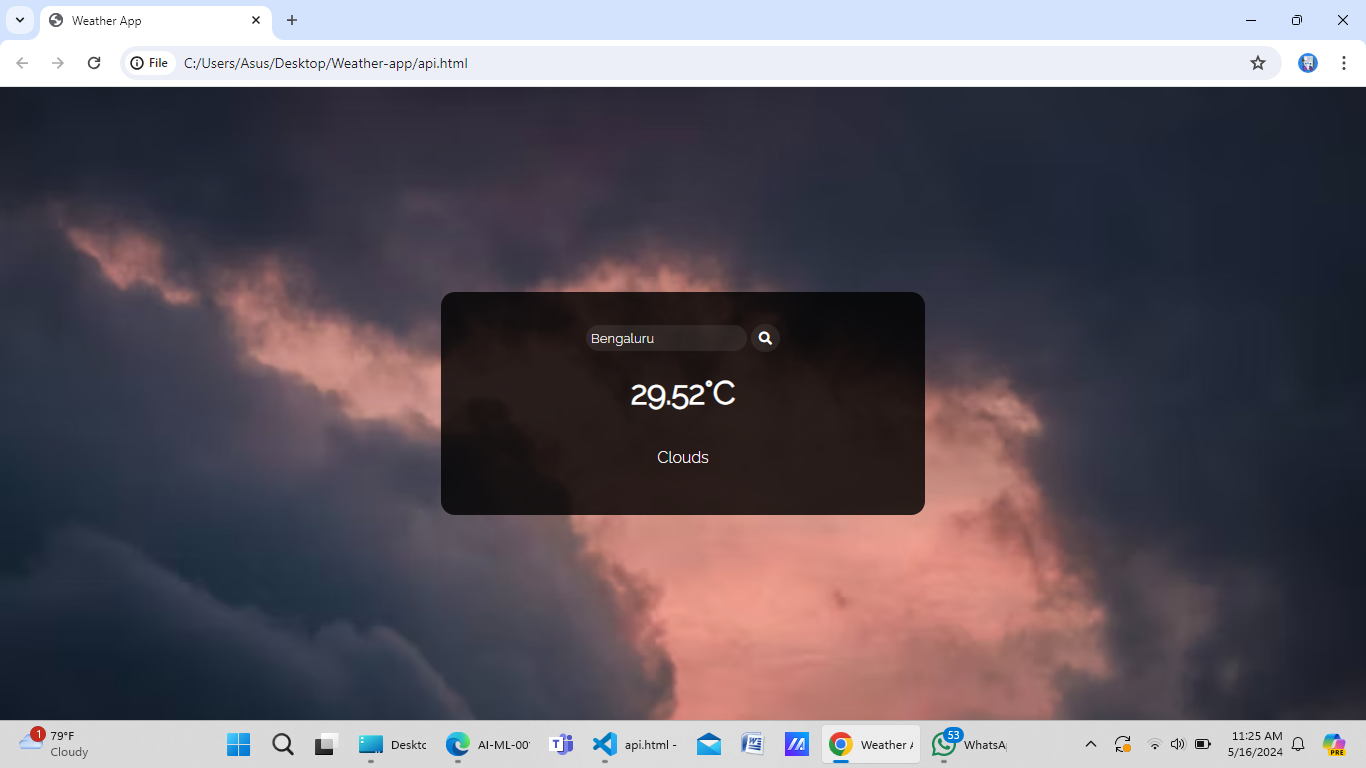 Weather App
File
C:/Users/Asus/Desktop/Weather-app/api.html
Bengaluru
29.52°C
Clouds
1
79°F
Cloudy
Deskto
AI-ML-00
api.html -
Weather A
53
WhatsA
PRE
11:25 AM
5/16/2024